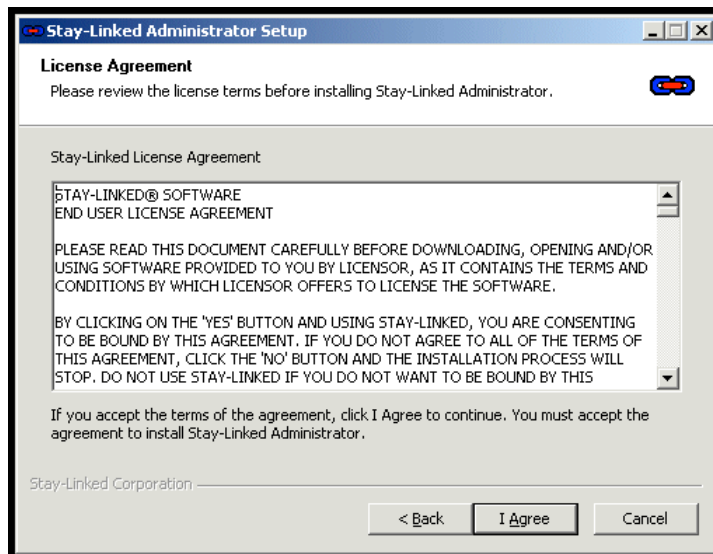 Stay-Linked Administrator Setup
License Agreement
Please review the license terms before installing Stay-Linked Administrator.
Stay-Linked License Agreement
STAY-LINKED® SOFTWARE
END USER LICENSE AGREEMENT
PLEASE READ THIS DOCUMENT CAREFULLY BEFORE DOWNLOADING, OPENING AND/OR
USING SOFTWARE PROVIDED TO YOU BY LICENSOR, AS IT CONTAINS THE TERMS AND
CONDITIONS BY WHICH LICENSOR OFFERS TO LICENSE THE SOFTWARE.
BY CLICKING ON THE 'YES' BUTTON AND USING STAY-LINKED, YOU ARE CONSENTING
TO BE BOUND BY THIS AGREEMENT. IF YOU DO NOT AGREE TO ALL OF THE TERMS OF
THIS AGREEMENT, CLICK THE 'NO' BUTTON AND THE INSTALLATION PROCESS WILL
STOP. DO NOT USE STAY-LINKED IF YOU DO NOT WANT TO BE BOUND BY THIS
If you accept the terms of the agreement, click I Agree to continue. You must accept the
agreement to install Stay-Linked Administrator.
Stay-Linked Corporation
< Back I Agree Cancel